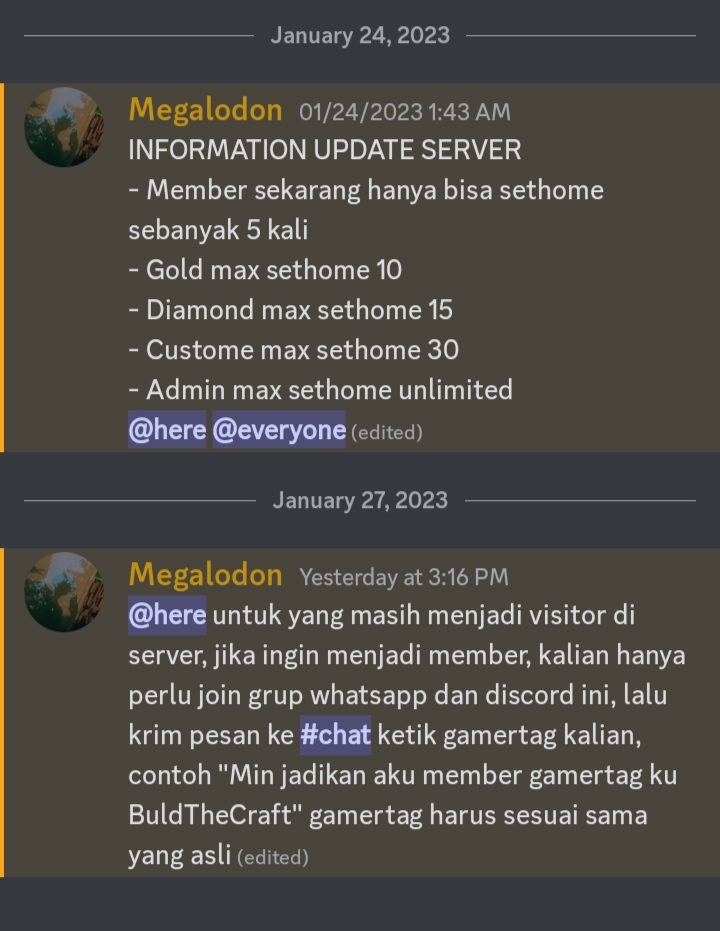 January 24, 2023
Megalodon 01/24/2023 1:43 AM
INFORMATION UPDATE SERVER
- Member sekarang hanya bisa sethome
sebanyak 5 kali
- Gold max sethome 10
- Diamond max sethome 15
- Custome max sethome 30
- Admin max sethome unlimited
@here @everyone (edited)
January 27, 2023
Megalodon Yesterday at 3:16 PM
@here untuk yang masih menjadi visitor di
server, jika ingin menjadi member, kalian hanya
perlu join grup whatsapp dan discord ini, lalu
krim pesan ke #chat ketik gamertag kalian,
contoh "Min jadikan aku member gamertag ku
BuldTheCraft" gamertag harus sesuai sama
yang asli (edited)